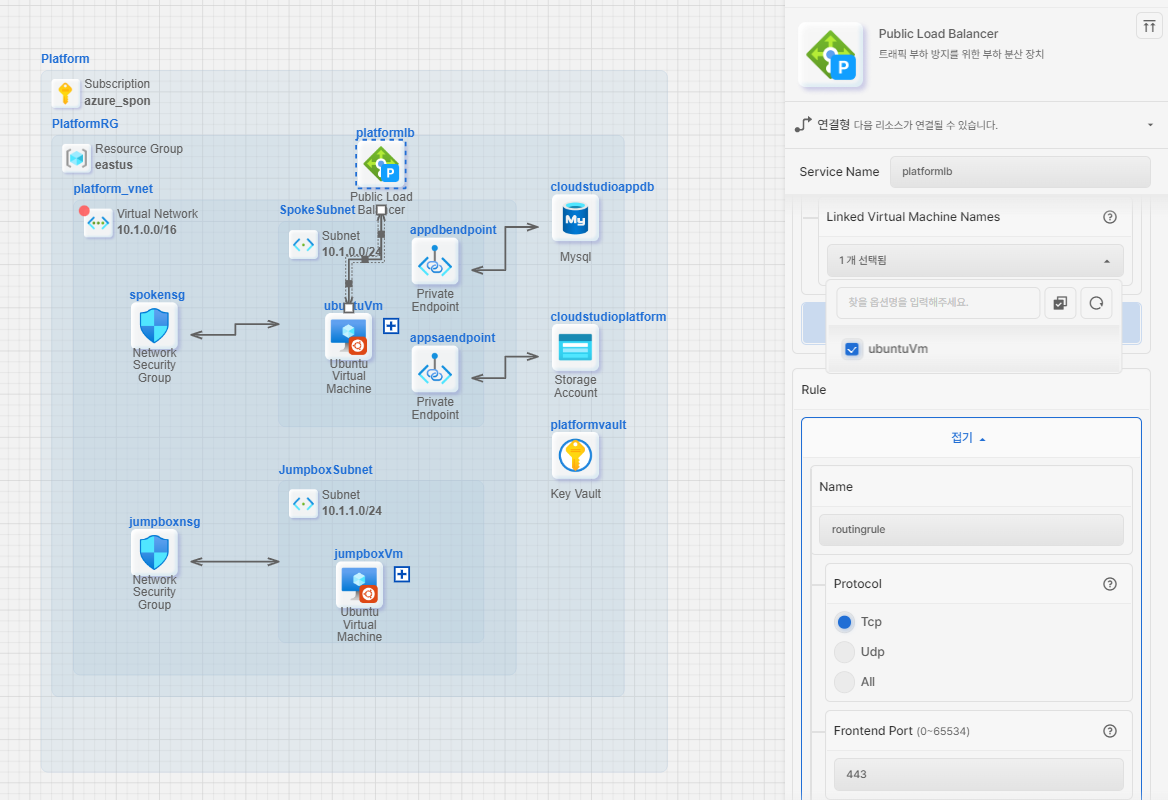 Platform
Subscription
azure_spon
PlatformRG
Resource Group
eastus
platformlb
P
Public Load
Balancer
platform_vnet
Virtual Network
10.1.0.0/16
SpokeSubnet
Subnet
10.1.0.0/24
appdbendpoint
Private
Endpoint
cloudstudioappdb
My
Mysql
spokensg
Network
Security
Group
ubuntuVm
Ubuntu
Virtual
Machine
appsaendpoint
Private
Endpoint
cloudstudioplatform
Storage
Account
platformvault
Key Vault
JumpboxSubnet
Subnet
10.1.1.0/24
jumpboxnsg
Network
Security
Group
jumpboxVm
Ubuntu
Virtual
Machine
P
Public Load Balancer
트래픽 부하 방지를 위한 부하 분산 장치
연결형 다음 리소스가 연결될 수 있습니다.
Service Name
platformlb
Linked Virtual Machine Names
1 개 선택됨
찾을 옵션명을 입력해주세요.
ubuntuVm
Rule
접기
Name
routingrule
Protocol
Tcp
Udp
All
Frontend Port (0~65534)
443